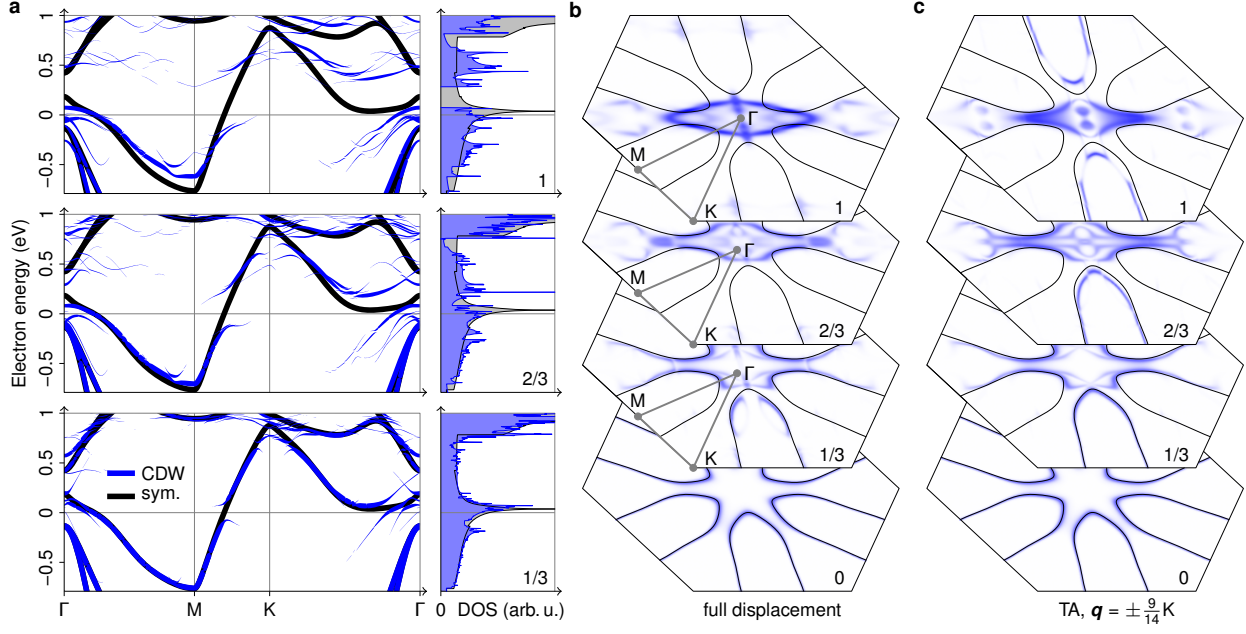 a
b
c
Electron energy (eV)
1
0.5
0
−0.5
1
1
0.5
0
−0.5
2/3
1
0.5
0
−0.5
CDW
sym.
1/3
Γ
M
K
Γ
0
DOS (arb. u.)
Γ
M
K
1
Γ
M
K
2/3
Γ
M
K
1/3
0
full displacement
1
2/3
1/3
0
TA, q = ± 9/14 K